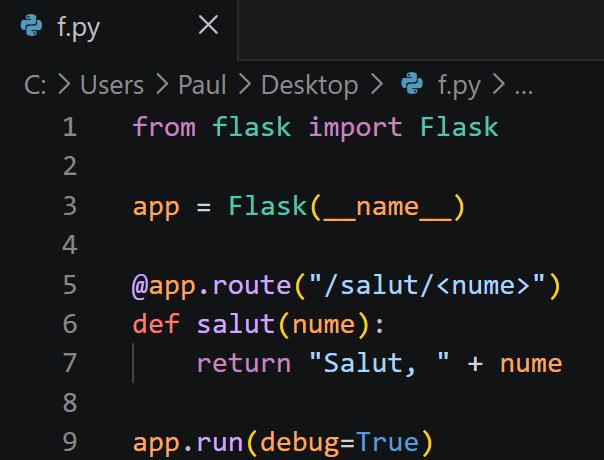 f.py
C: > Users > Paul > Desktop > f.py > ...
1 from flask import Flask
2
3 app = Flask(__name__)
4
5 @app.route("/salut/<nume>")
6 def salut(nume):
7     return "Salut, " + nume
8
9 app.run(debug=True)